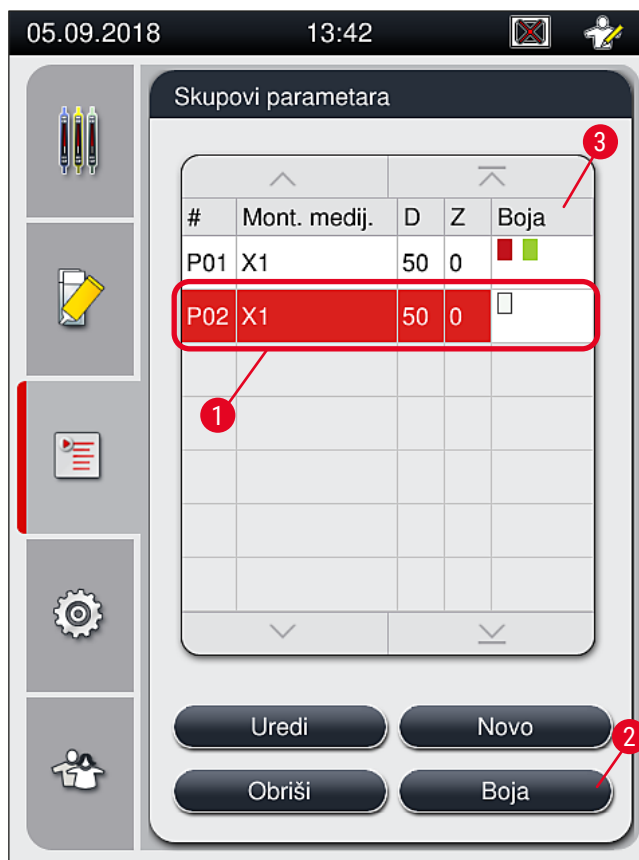 05.09.2018 13:42
Skupovi parametara
3
# Mont. medij. D Z Boja
P01 X1 50 0
P02 X1 50 0
1
Uredi Novo
2
Obriši Boja